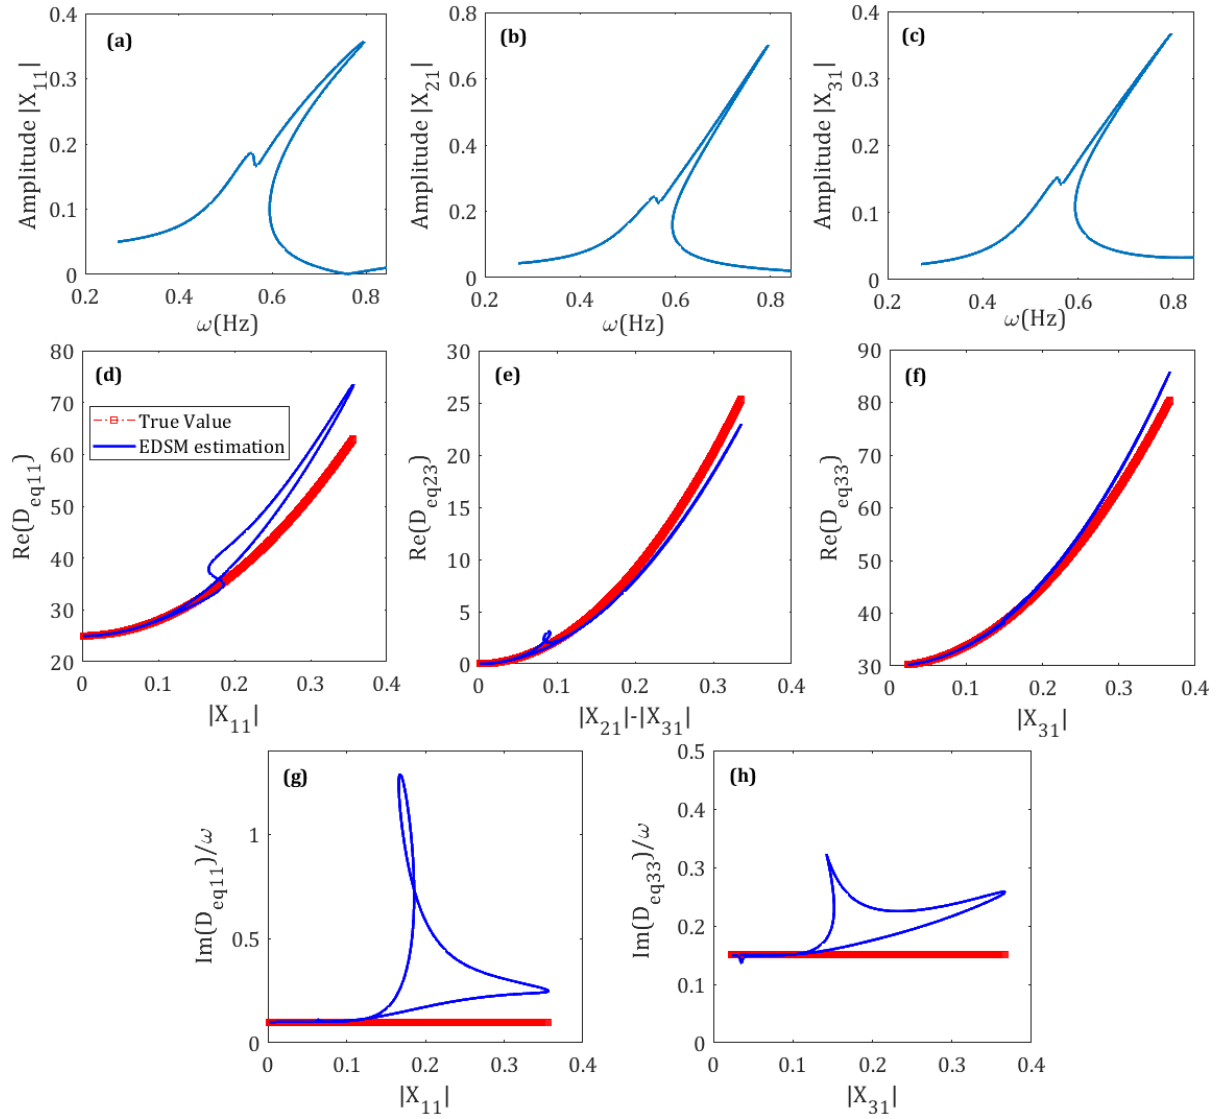 (a)
Amplitude |X11|
0.4
0.3
0.2
0.1
0
0.2 0.4 0.6 0.8
ω(Hz)
(b)
Amplitude |X21|
0.8
0.6
0.4
0.2
0
0.2 0.4 0.6 0.8
ω(Hz)
(c)
Amplitude |X31|
0.4
0.3
0.2
0.1
0
0.2 0.4 0.6 0.8
ω(Hz)
(d)
True Value
EDSM estimation
Re(Deq11)
80
70
60
50
40
30
20
0 0.1 0.2 0.3 0.4
|X11|
(e)
Re(Deq23)
30
25
20
15
10
5
0
0 0.1 0.2 0.3 0.4
|X21|-|X31|
(f)
Re(Deq33)
90
80
70
60
50
40
30
0 0.1 0.2 0.3 0.4
|X31|
(g)
Im(Deq11)/ω
1
0.5
0
0 0.1 0.2 0.3 0.4
|X11|
(h)
Im(Deq33)/ω
0.5
0.4
0.3
0.2
0.1
0
0 0.1 0.2 0.3 0.4
|X31|